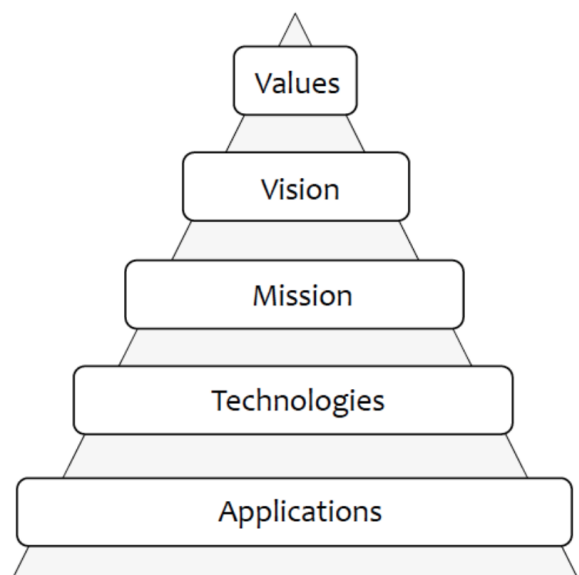 Values
Vision
Mission
Technologies
Applications